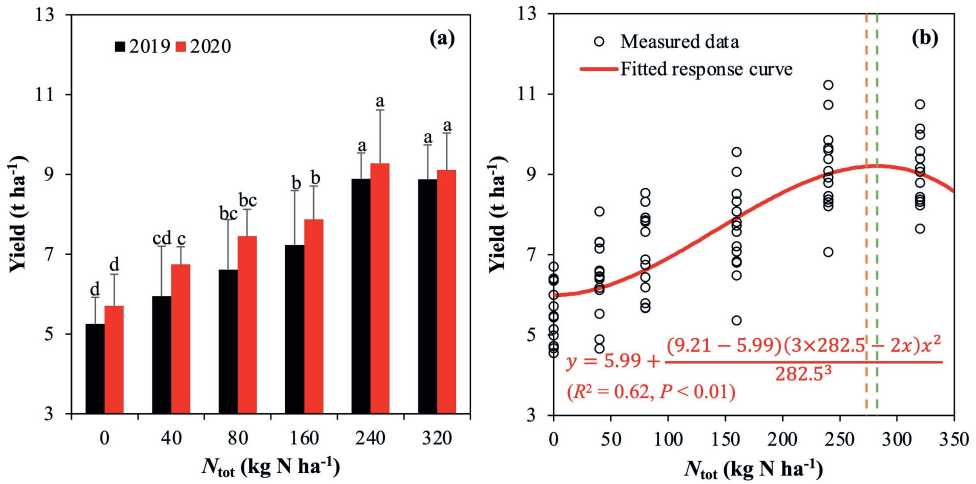 (a)
2019 2020
13
11
9
7
5
3
Yield (t ha⁻¹)
d d cd c bc bc b b a a a a
0 40 80 160 240 320
Nₜₒₜ (kg N ha⁻¹)
(b)
Measured data
Fitted response curve
13
11
9
7
5
3
Yield (t ha⁻¹)
y = 5.99 + (9.21 − 5.99)(3×282.5 − 2x)x² / 282.5³
(R² = 0.62, P < 0.01)
0 50 100 150 200 250 300 350
Nₜₒₜ (kg N ha⁻¹)